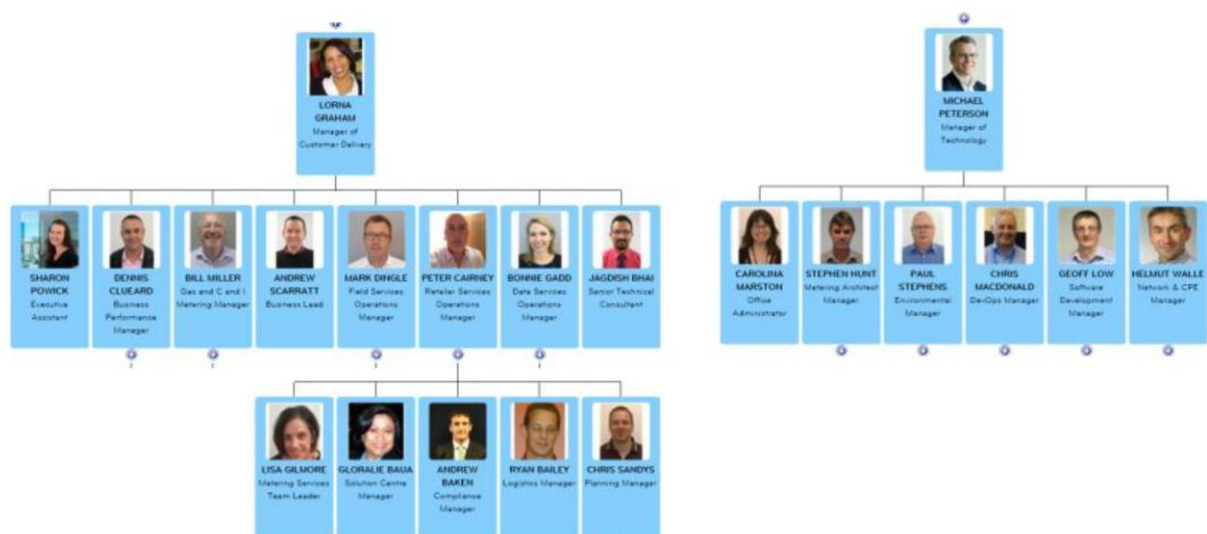 LORNA
GRAHAM
Manager of
Customer Delivery
MICHAEL
PETERSON
Manager of
Technology
SHARON
POWICK
Executive
Assistant
DENNIS
CLUEARD
Business
Performance
Manager
BILL MILLER
Gas and C and I
Metering Manager
ANDREW
SCARRATT
Business Lead
MARK DINGLE
Field Services
Operations
Manager
PETER CAIRNEY
Retailer Services
Operations
Manager
BONNIE GADD
Data Services
Operations
Manager
JAGDISH BHAI
Senior Technical
Consultant
CAROLINA
MARSTON
Office
Administrator
STEPHEN HUNT
Metering Architect
Manager
PAUL
STEPHENS
Environmental
Manager
CHRIS
MACDONALD
DevOps Manager
GEOFF LOW
Software
Development
Manager
HELMUT WALLE
Network & CPE
Manager
LISA GILMORE
Metering Services
Team Leader
GLORALIE BAUA
Solution Centre
Manager
ANDREW
BAKEN
Compliance
Manager
RYAN BAILEY
Logistics Manager
CHRIS SANDYS
Planning Manager